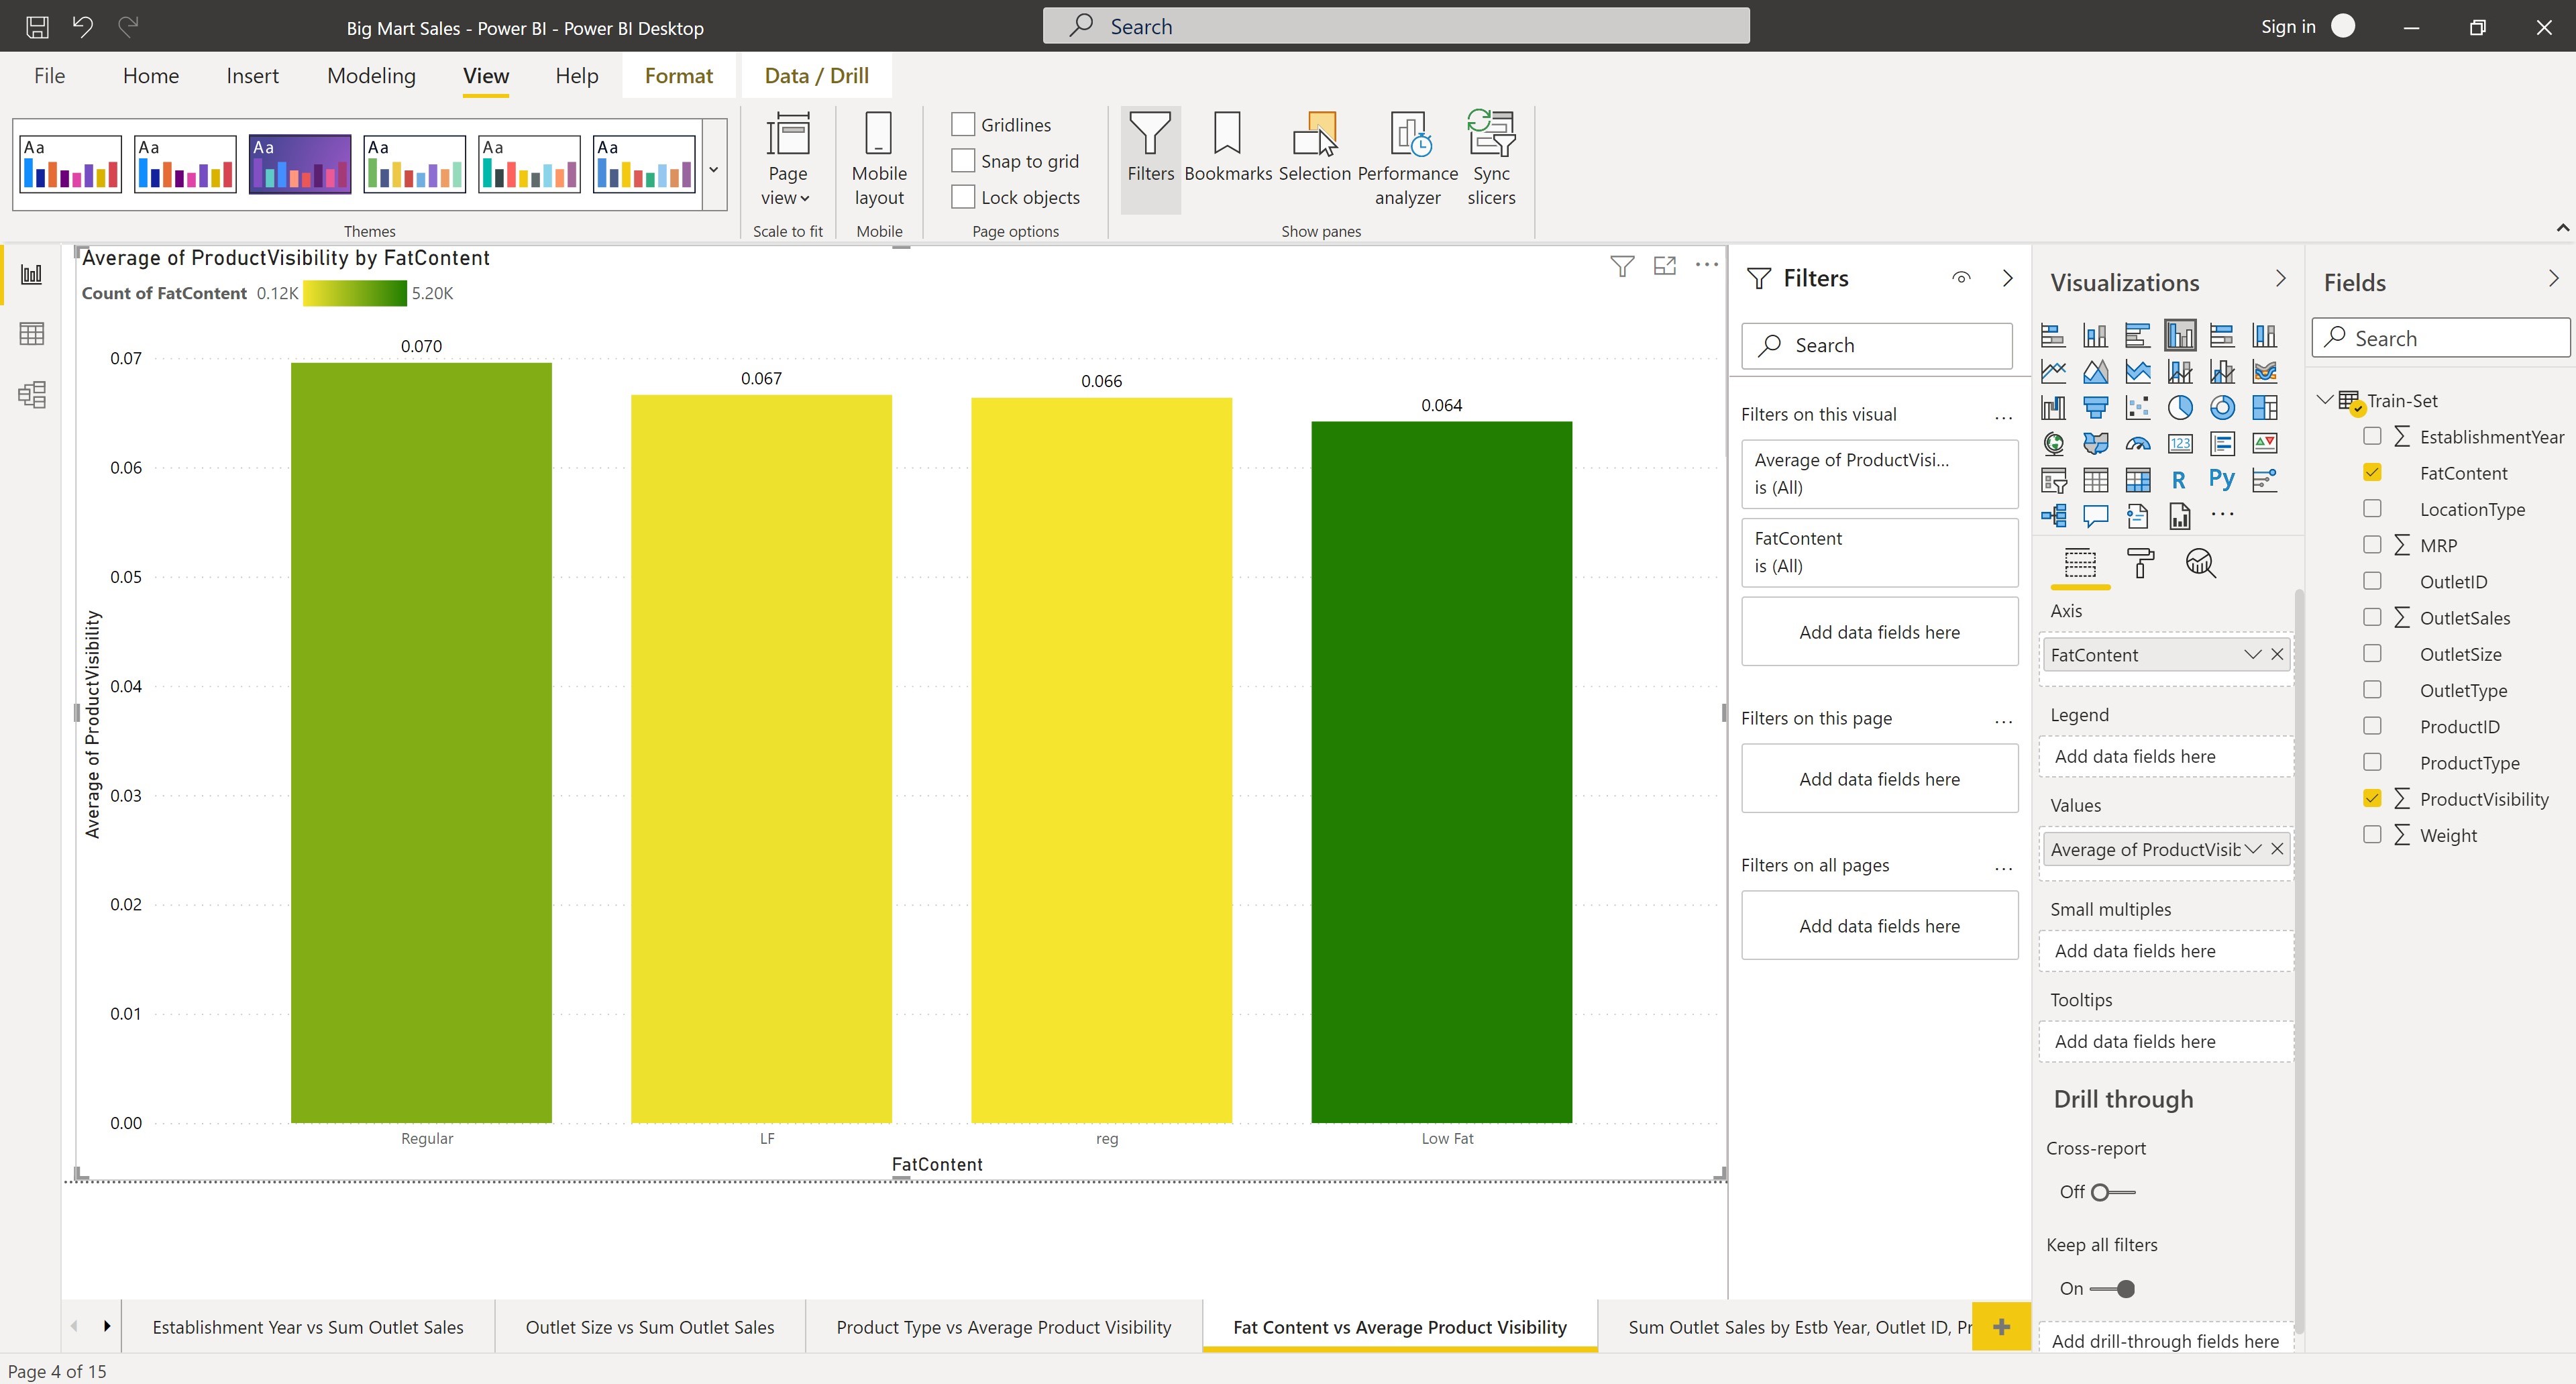 Big Mart Sales - Power BI - Power BI Desktop
Search
Sign in
File
Home
Insert
Modeling
View
Help
Format
Data / Drill
Aa
Aa
Aa
Aa
Aa
Aa
Themes
Page
view
Scale to fit
Mobile
layout
Mobile
Gridlines
Snap to grid
Lock objects
Page options
Filters
Bookmarks
Selection
Performance
analyzer
Sync
slicers
Show panes
Average of ProductVisibility by FatContent
Count of FatContent 0.12K 5.20K
0.07
0.06
0.05
0.04
0.03
0.02
0.01
0.00
Average of ProductVisibility
0.070
0.067
0.066
0.064
Regular
LF
reg
Low Fat
FatContent
Filters
Search
Filters on this visual
...
Average of ProductVisi...
is (All)
FatContent
is (All)
Add data fields here
Filters on this page
...
Add data fields here
Filters on all pages
...
Add data fields here
Visualizations
123
R
Py
...
Axis
FatContent
Legend
Add data fields here
Values
Average of ProductVisib
Small multiples
Add data fields here
Tooltips
Add data fields here
Drill through
Cross-report
Off
Keep all filters
On
Add drill-through fields here
Fields
Search
Train-Set
∑ EstablishmentYear
FatContent
LocationType
∑ MRP
OutletID
∑ OutletSales
OutletSize
OutletType
ProductID
ProductType
∑ ProductVisibility
∑ Weight
Establishment Year vs Sum Outlet Sales
Outlet Size vs Sum Outlet Sales
Product Type vs Average Product Visibility
Fat Content vs Average Product Visibility
Sum Outlet Sales by Estb Year, Outlet ID, Pr
Page 4 of 15